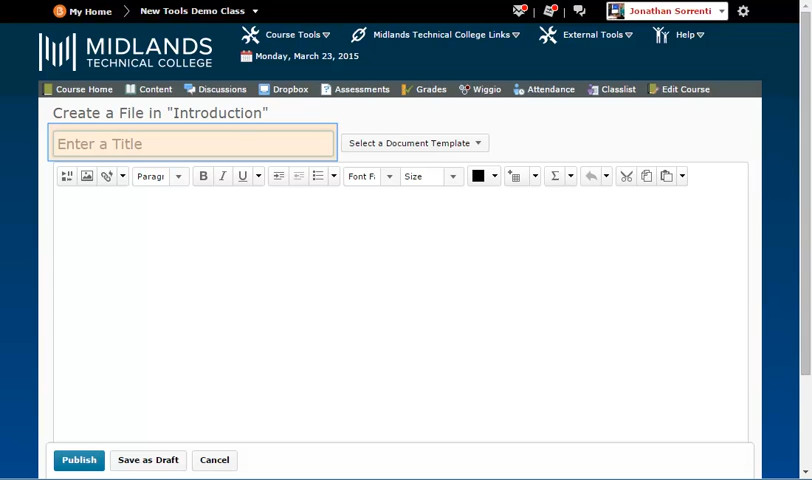 My Home New Tools Demo Class Jonathan Sorrenti
MIDLANDS
TECHNICAL COLLEGE
Course Tools Midlands Technical College Links External Tools Help
Monday, March 23, 2015
Course Home Content Discussions Dropbox Assessments Grades Wiggio Attendance Classlist Edit Course
Create a File in "Introduction"
Enter a Title Select a Document Template
Paragı B I U Font Fa Size Σ
Publish Save as Draft Cancel